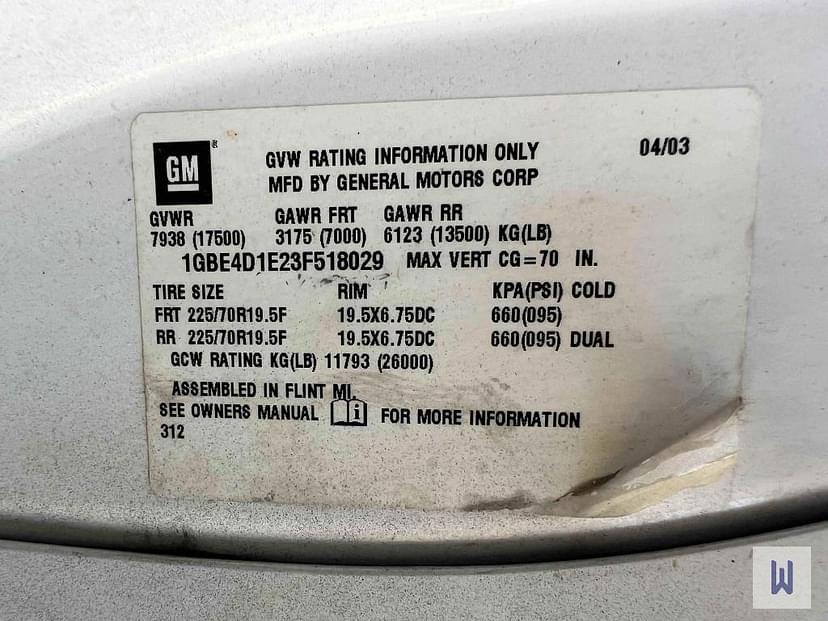 GM ®
GVW RATING INFORMATION ONLY 04/03
MFD BY GENERAL MOTORS CORP
GVWR GAWR FRT GAWR RR
7938 (17500) 3175 (7000) 6123 (13500) KG(LB)
1GBE4D1E23F518029 MAX VERT CG=70 IN.
TIRE SIZE RIM KPA(PSI) COLD
FRT 225/70R19.5F 19.5X6.75DC 660(095)
RR 225/70R19.5F 19.5X6.75DC 660(095) DUAL
GCW RATING KG(LB) 11793 (26000)
ASSEMBLED IN FLINT MI.
SEE OWNERS MANUAL i FOR MORE INFORMATION
312
W